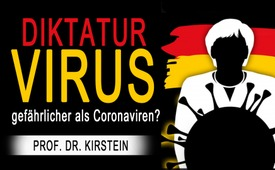 DIKTATUR
VIRUS
gefährlicher als Coronaviren?
PROF. DR. KIRSTEIN